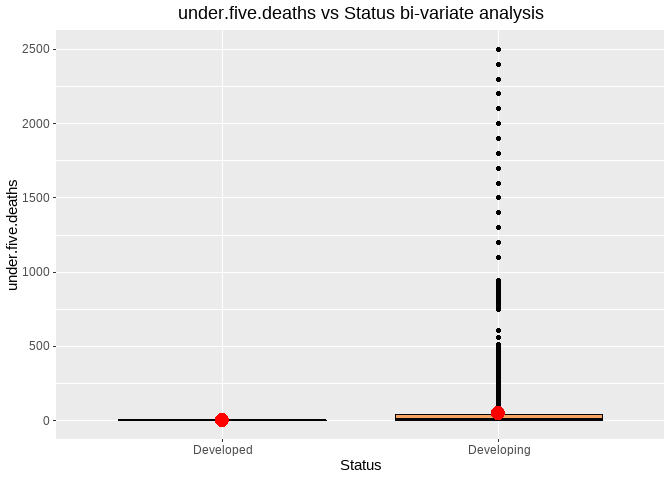 under.five.deaths vs Status bi-variate analysis
2500
2000
1500
1000
500
0
under.five.deaths
Developed
Developing
Status